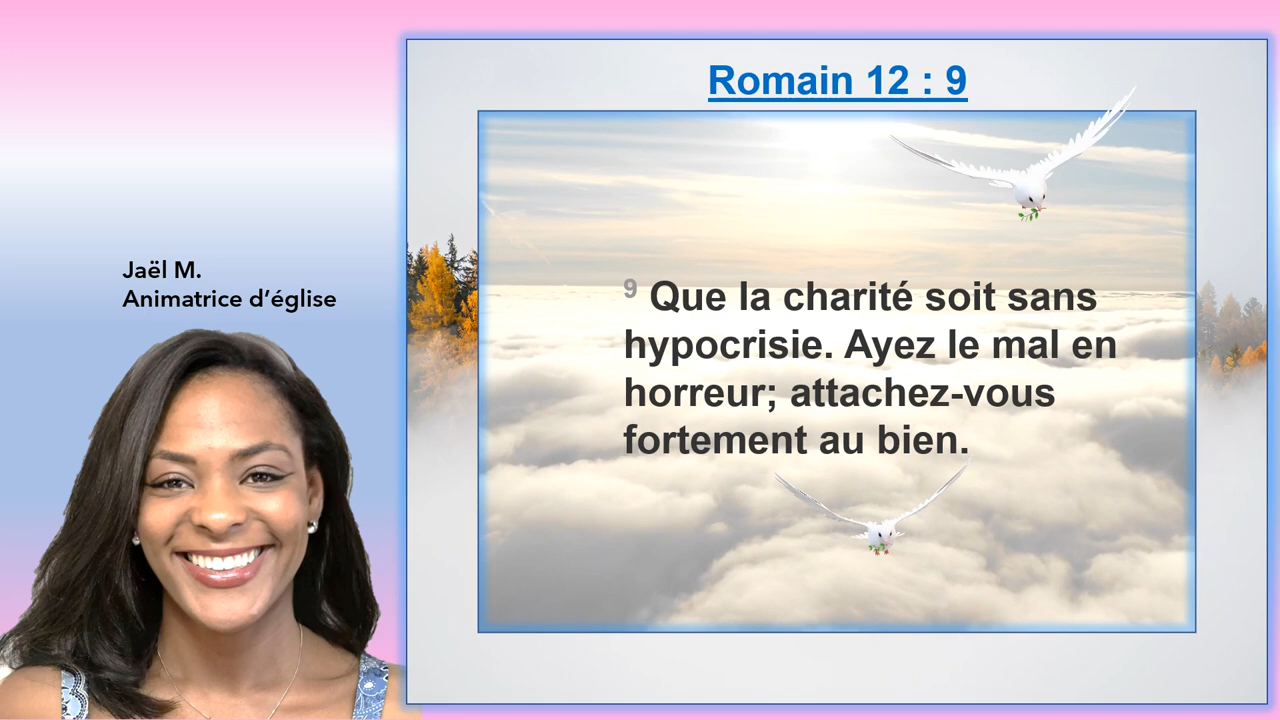 Romain 12 : 9
Jaël M.
Animatrice d’église
9 Que la charité soit sans
hypocrisie. Ayez le mal en
horreur; attachez-vous
fortement au bien.